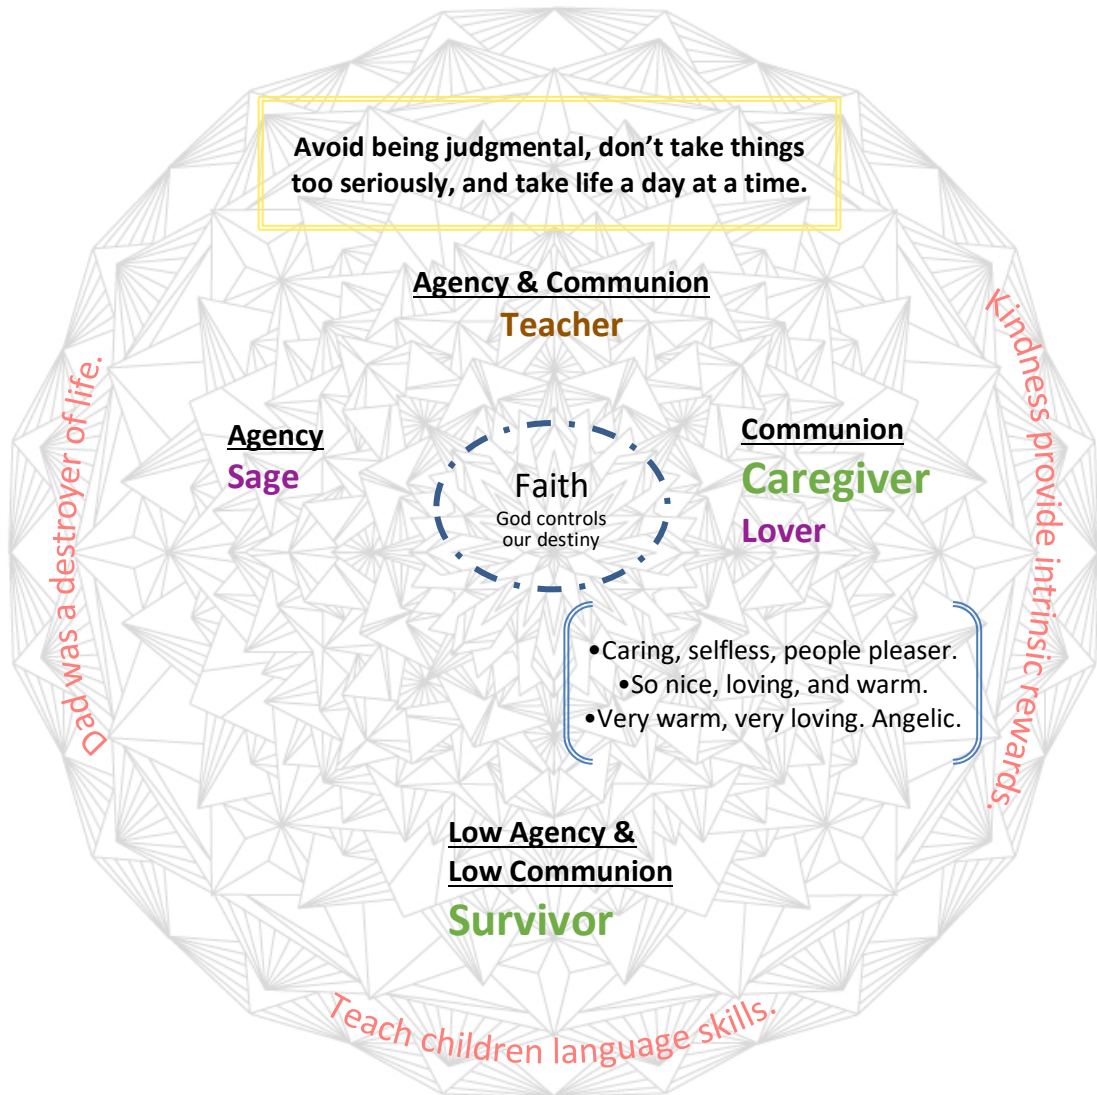 Avoid being judgmental, don’t take things
too seriously, and take life a day at a time.
Agency & Communion
Teacher
Dad was a destroyer of life.
Agency
Sage
Faith
God controls
our destiny
Communion
Caregiver
Lover
Kindness provide intrinsic rewards.
•Caring, selfless, people pleaser.
•So nice, loving, and warm.
•Very warm, very loving. Angelic.
Low Agency &
Low Communion
Survivor
Teach children language skills.